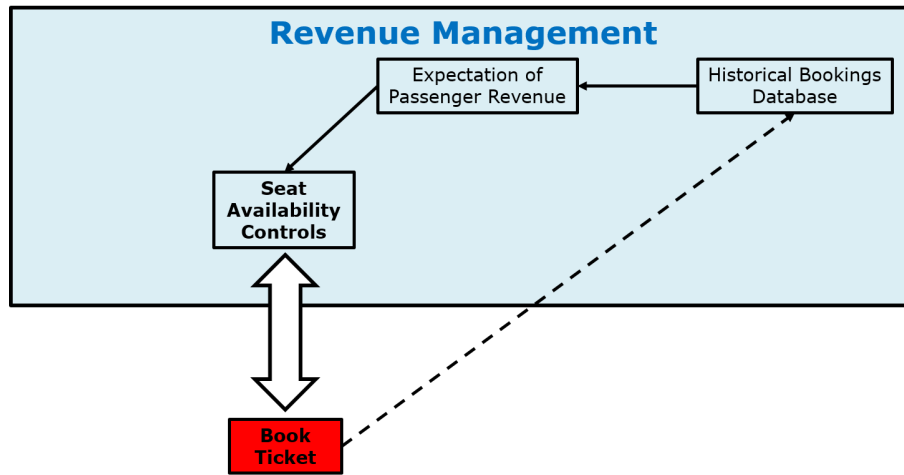 Revenue Management
Expectation of
Passenger Revenue
Historical Bookings
Database
Seat
Availability
Controls
Book
Ticket